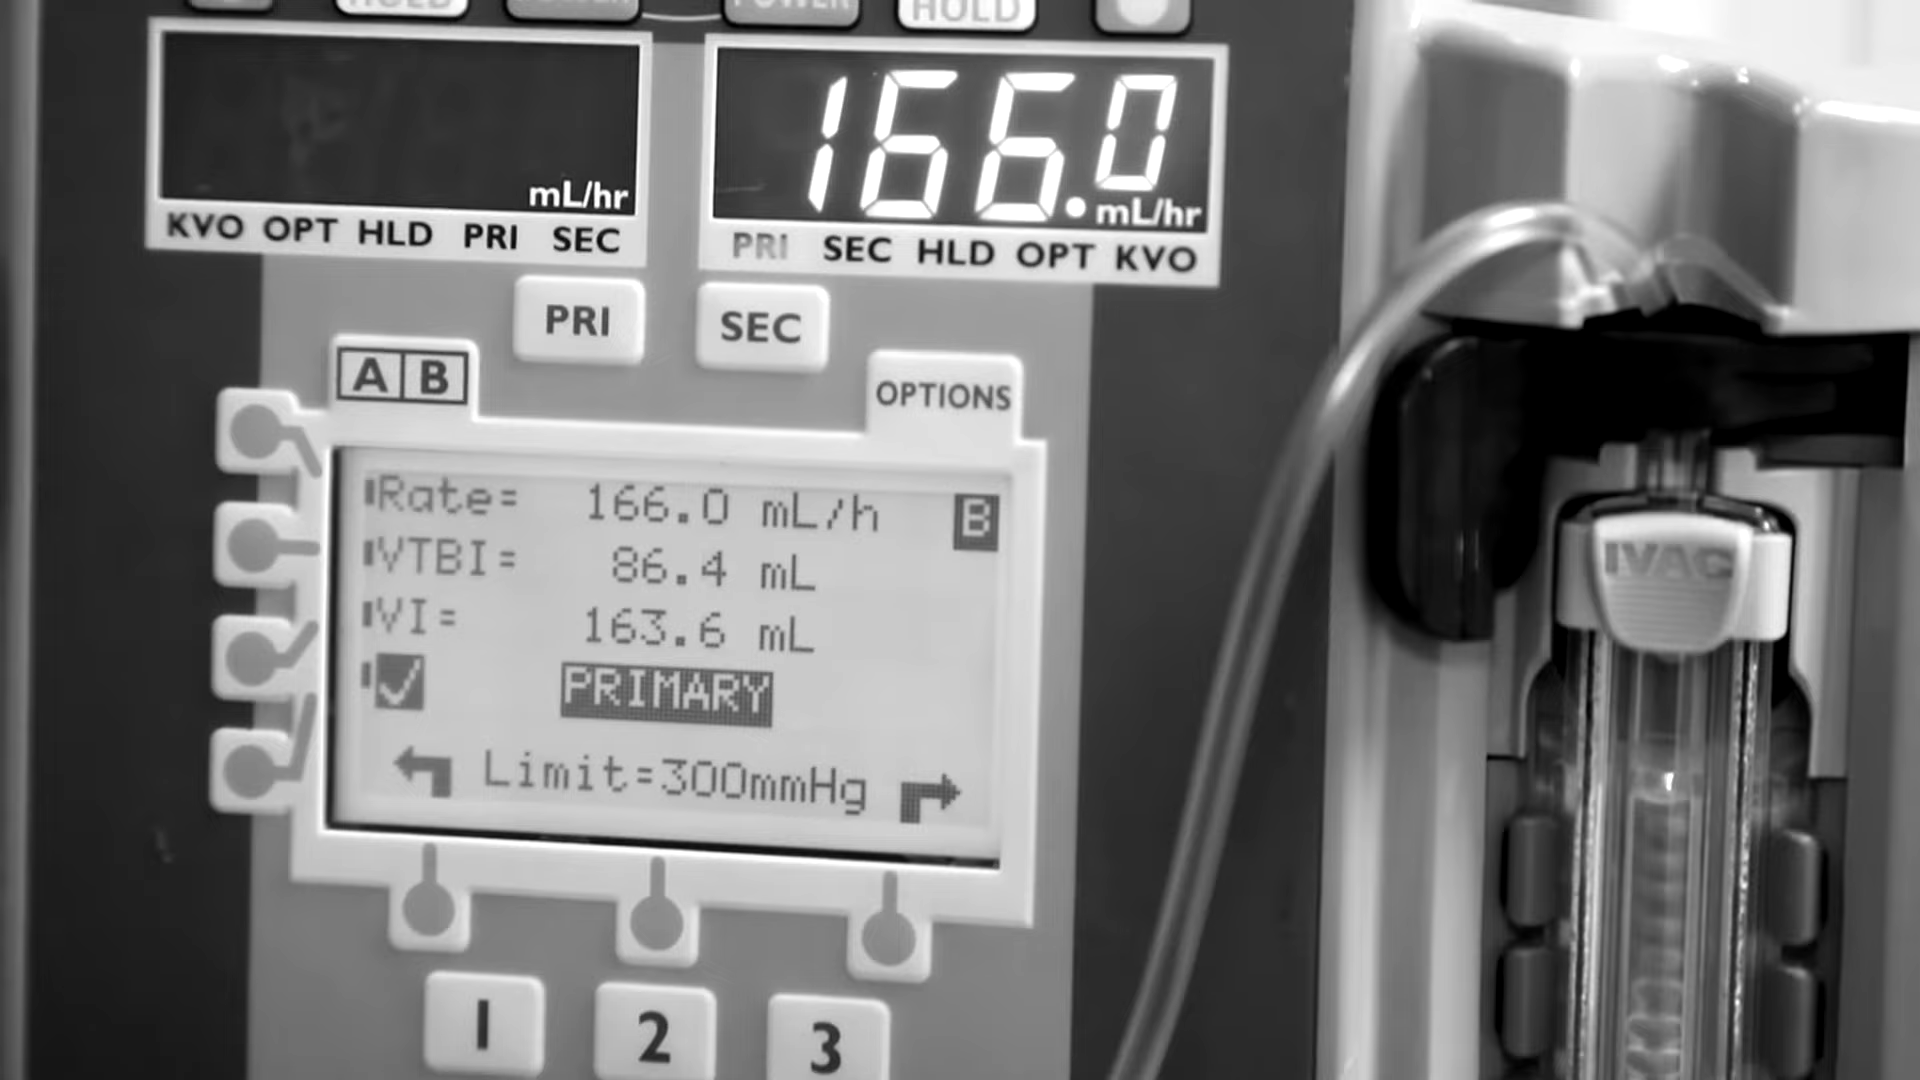 HOLD
POWER
HOLD
mL/hr
KVO OPT HLD PRI SEC
166.0
mL/hr
PRI SEC HLD OPT KVO
PRI
SEC
A B
OPTIONS
Rate= 166.0 mL/h
B
VTBI= 86.4 mL
VI= 163.6 mL
PRIMARY
Limit=300mmHg
1
2
3
IVAC